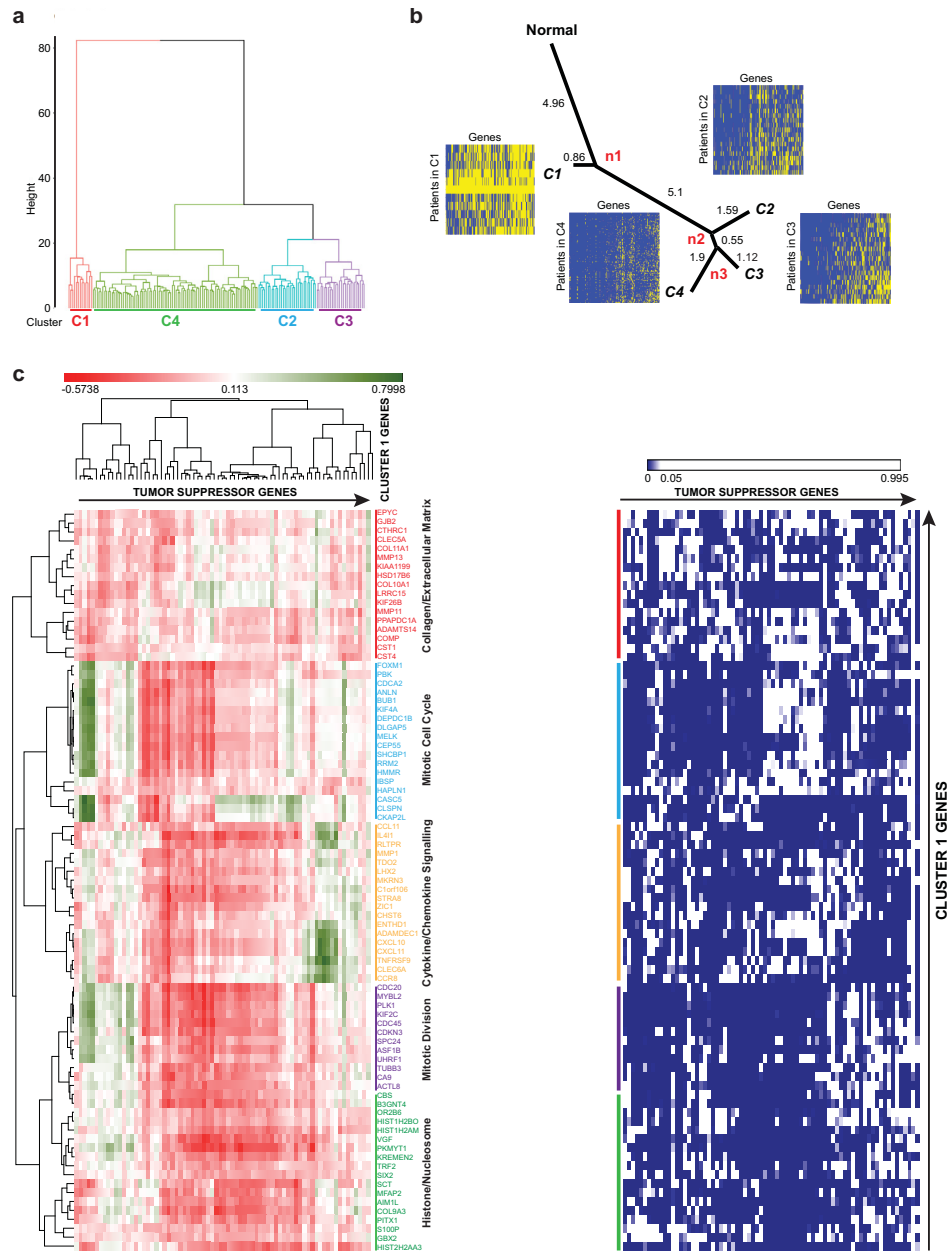 a
80
60
40
20
0
Height
Cluster
C1
C4
C2
C3
b
Normal
4.96
0.86
n1
C1
5.1
1.59
C2
n2
0.55
1.9
1.12
n3
C3
C4
Genes
Patients in C1
Genes
Patients in C2
Genes
Patients in C4
Genes
Patients in C3
c
-0.5738
0.113
0.7998
TUMOR SUPPRESSOR GENES
CLUSTER 1 GENES
EPYC
GJB2
CTHRC1
CLEC5A
COL11A1
MMP13
KIAA1199
HSD17B6
COL10A1
LRRC15
KIF26B
MMP11
PPAPDC1A
ADAMTS14
COMP
CST1
CST4
Collagen/Extracellular Matrix
FOXM1
PBK
CDCA2
ANLN
BUB1
KIF4A
DEPDC1B
DLGAP5
MELK
CEP55
SHCBP1
RRM2
HMMR
IBSP
HAPLN1
CASC5
CLSPN
CKAP2L
Mitotic Cell Cycle
CCL11
IL4I1
RLTPR
MMP1
TDO2
LHX2
MKRN3
C1orf106
STRA8
ZIC1
CHST6
ENTHD1
ADAMDEC1
CXCL10
CXCL11
TNFRSF9
CLEC6A
CCR8
Cytokine/Chemokine Signalling
CDC20
MYBL2
PLK1
KIF2C
CDC45
CDKN3
SPC24
ASF1B
UHRF1
TUBB3
CA9
ACTL8
Mitotic Division
CBS
B3GNT4
OR2B6
HIST1H2BO
HIST1H2AM
VGF
PKMYT1
KREMEN2
TRF2
SIX2
SCT
MFAP2
AIM1L
COL9A3
PITX1
S100P
GBX2
HIST2H2AA3
Histone/Nucleosome
0
0.05
0.995
TUMOR SUPPRESSOR GENES
CLUSTER 1 GENES